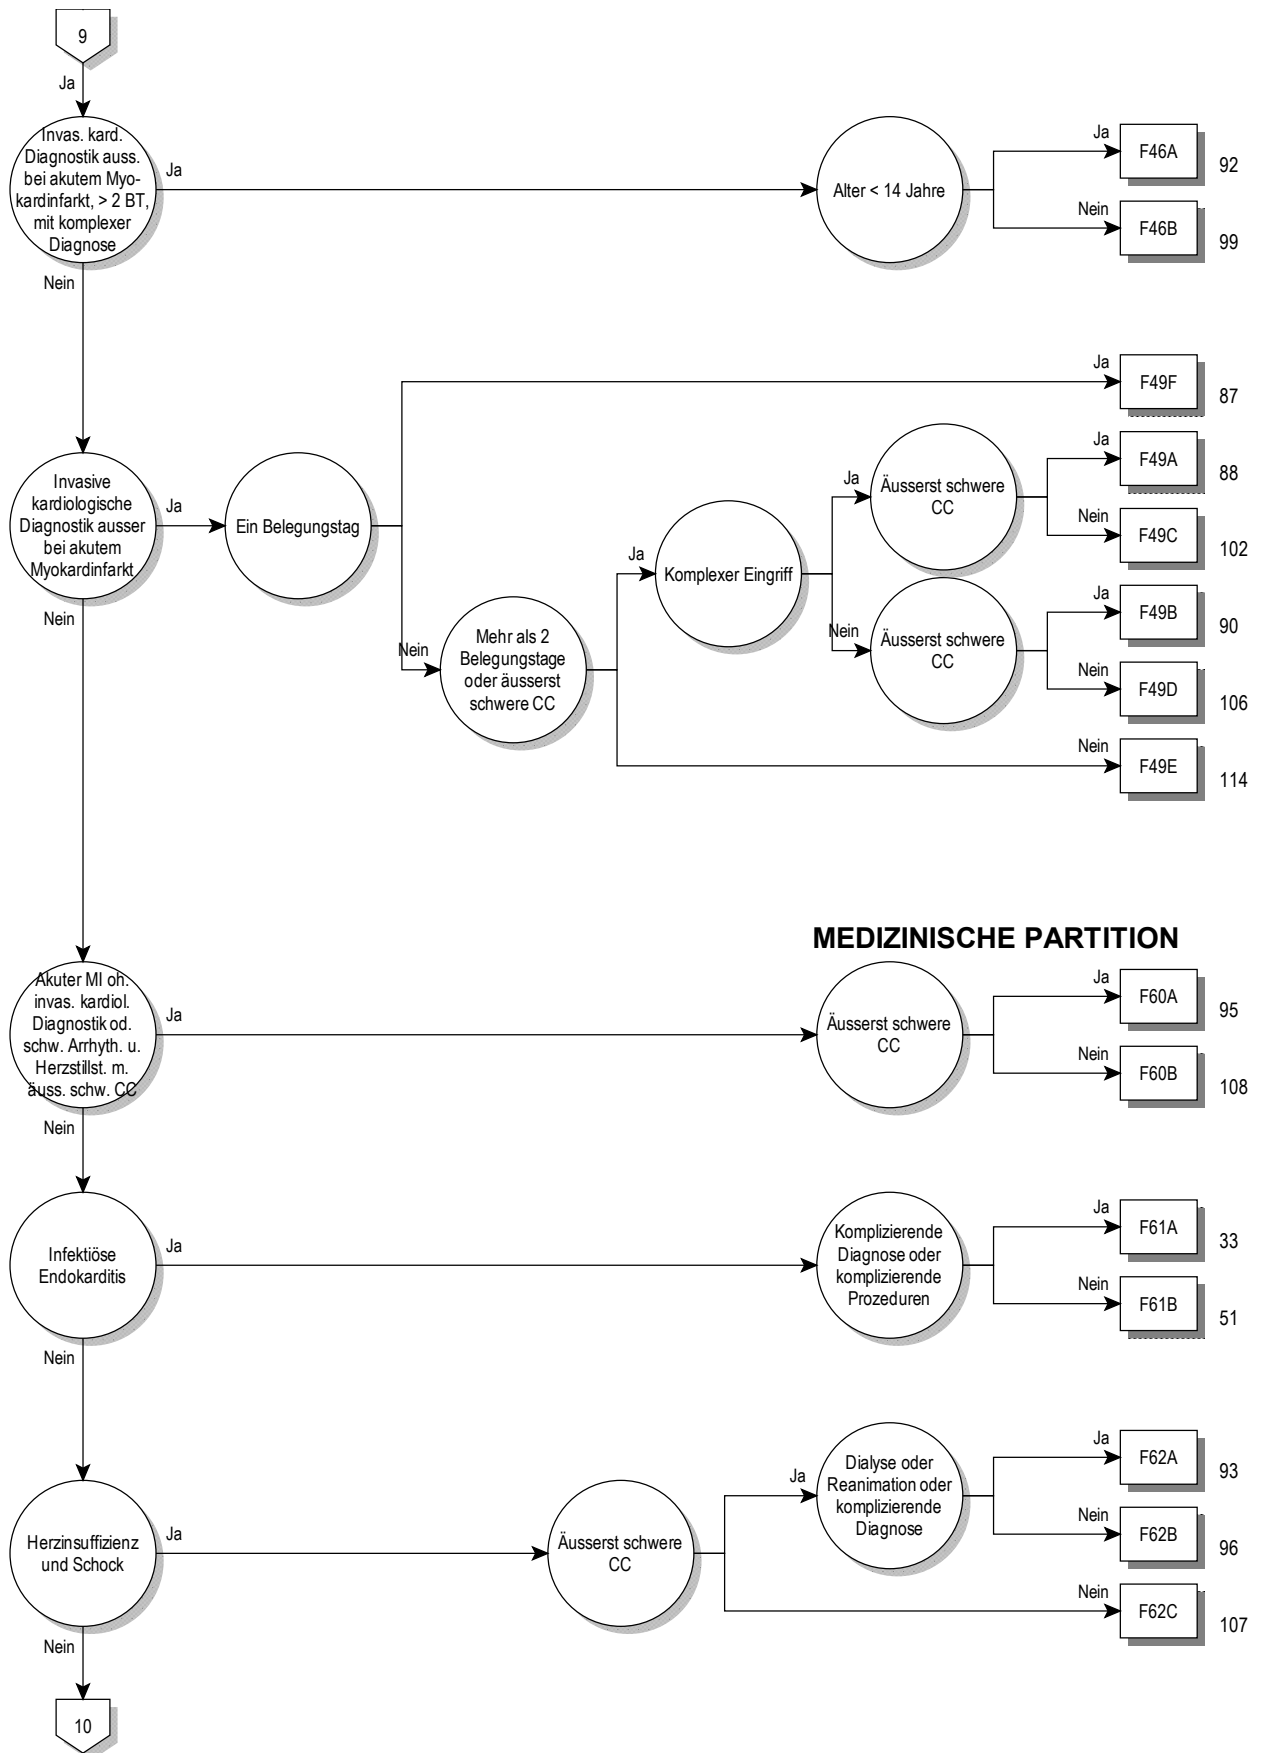 9
Ja
Invas. kard.
Diagnostik auss.
bei akutem Myo-
kardinfarkt, > 2 BT,
mit komplexer
Diagnose
Ja
Alter < 14 Jahre
Ja
F46A
92
Nein
F46B
99
Nein
Ja
F49F
87
Invasive
kardiologische
Diagnostik ausser
bei akutem
Myokardinfarkt
Ja
Ein Belegungstag
Nein
Mehr als 2
Belegungstage
oder äusserst
schwere CC
Ja
Komplexer Eingriff
Ja
Äusserst schwere
CC
Ja
F49A
88
Nein
F49C
102
Nein
Äusserst schwere
CC
Ja
F49B
90
Nein
F49D
106
Nein
F49E
114
Nein
MEDIZINISCHE PARTITION
Akuter MI oh.
invas. kardiol.
Diagnostik od.
schw. Arrhyth. u.
Herzstillst. m.
äuss. schw. CC
Ja
Äusserst schwere
CC
Ja
F60A
95
Nein
F60B
108
Nein
Infektiöse
Endokarditis
Ja
Komplizierende
Diagnose oder
komplizierende
Prozeduren
Ja
F61A
33
Nein
F61B
51
Nein
Herzinsuffizienz
und Schock
Ja
Äusserst schwere
CC
Ja
Dialyse oder
Reanimation oder
komplizierende
Diagnose
Ja
F62A
93
Nein
F62B
96
Nein
F62C
107
Nein
10